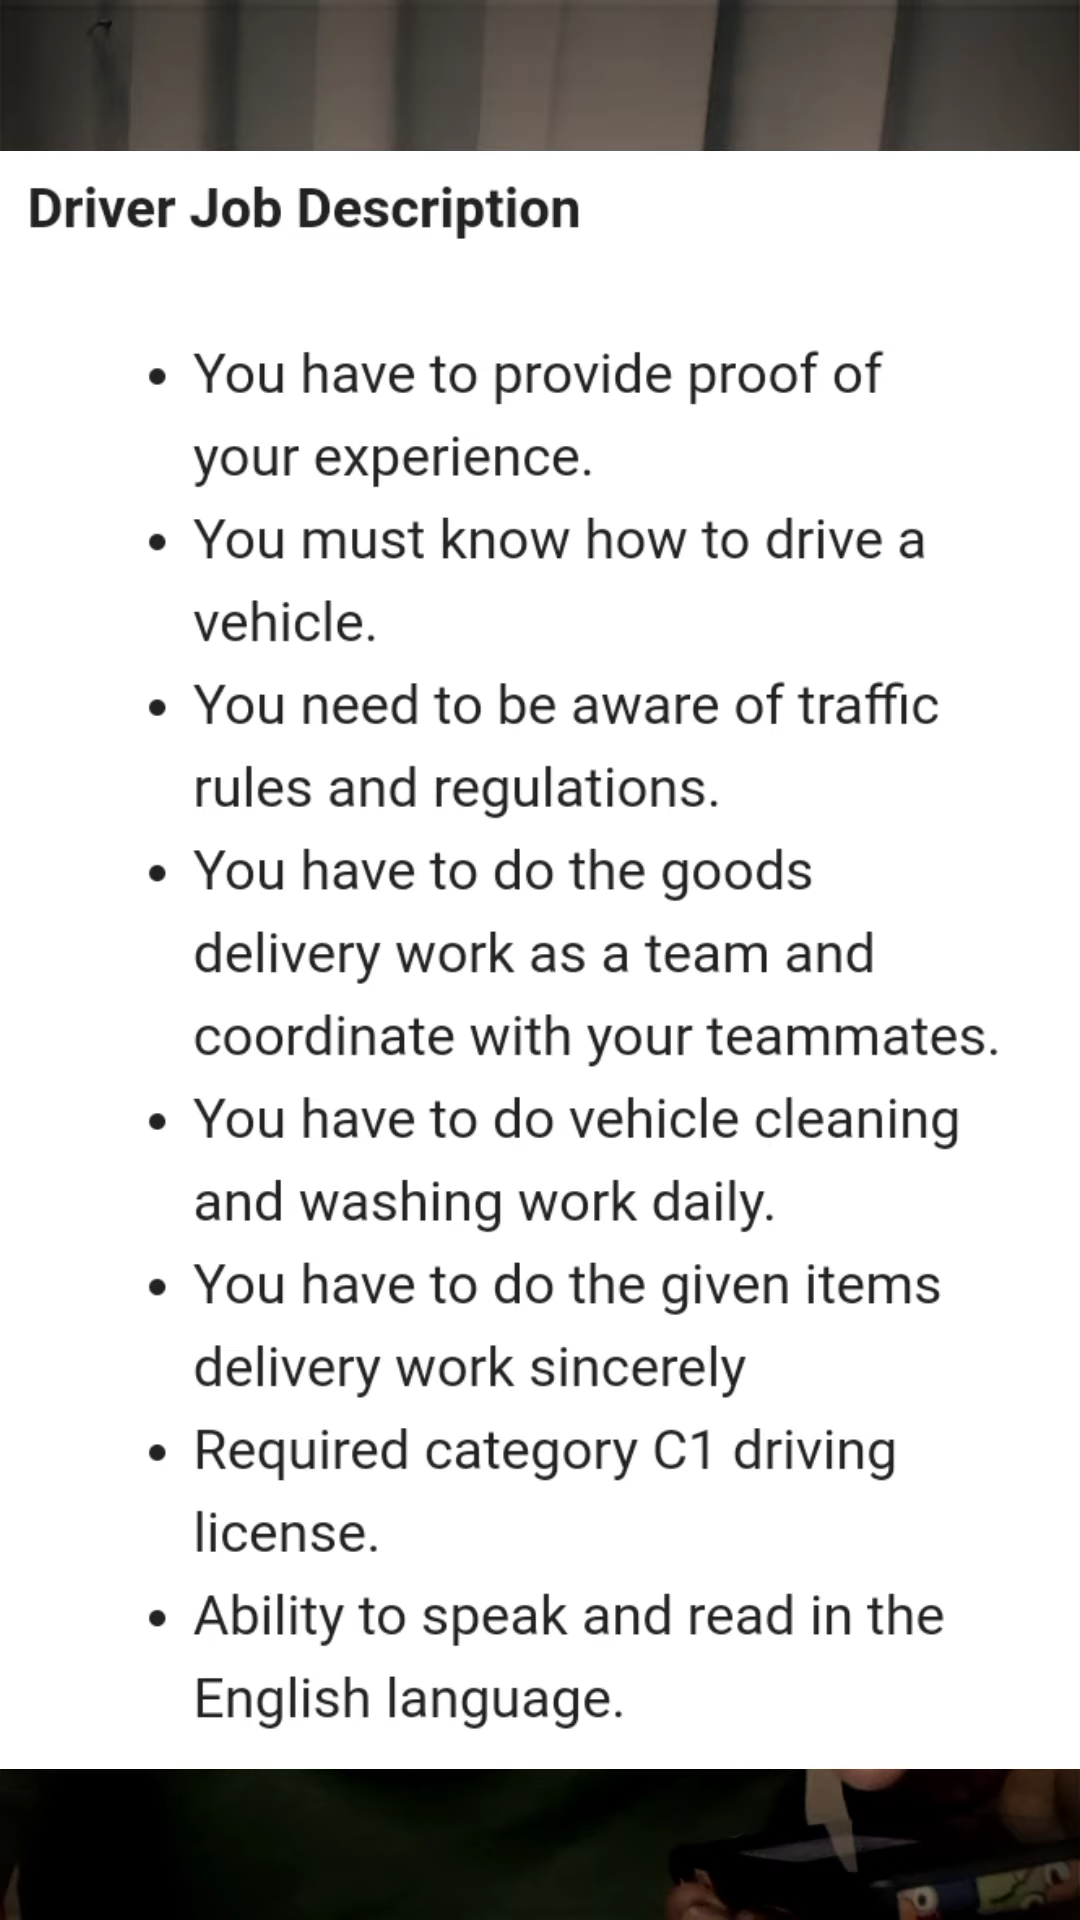 Driver Job Description
• You have to provide proof of
your experience.
• You must know how to drive a
vehicle.
• You need to be aware of traffic
rules and regulations.
• You have to do the goods
delivery work as a team and
coordinate with your teammates.
• You have to do vehicle cleaning
and washing work daily.
• You have to do the given items
delivery work sincerely
• Required category C1 driving
license.
• Ability to speak and read in the
English language.